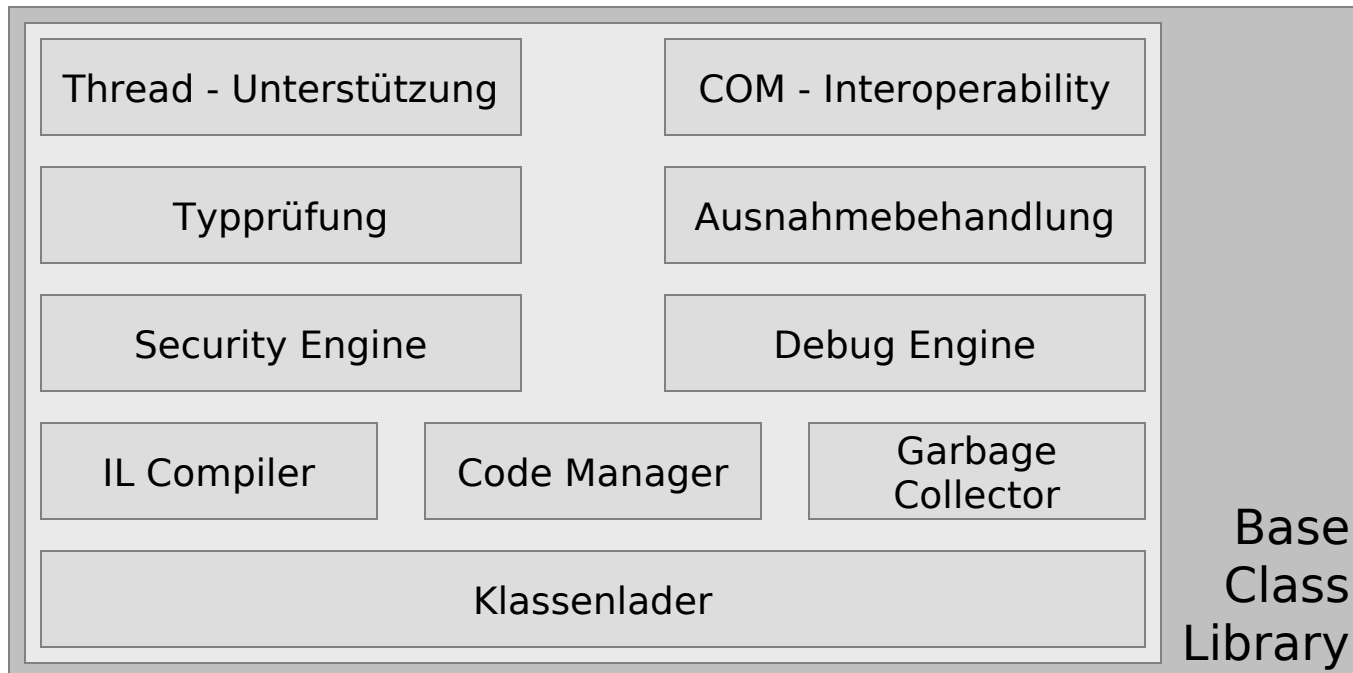 Thread - Unterstützung
COM - Interoperability
Typprüfung
Ausnahmebehandlung
Security Engine
Debug Engine
IL Compiler
Code Manager
Garbage
Collector
Klassenlader
Base
Class
Library